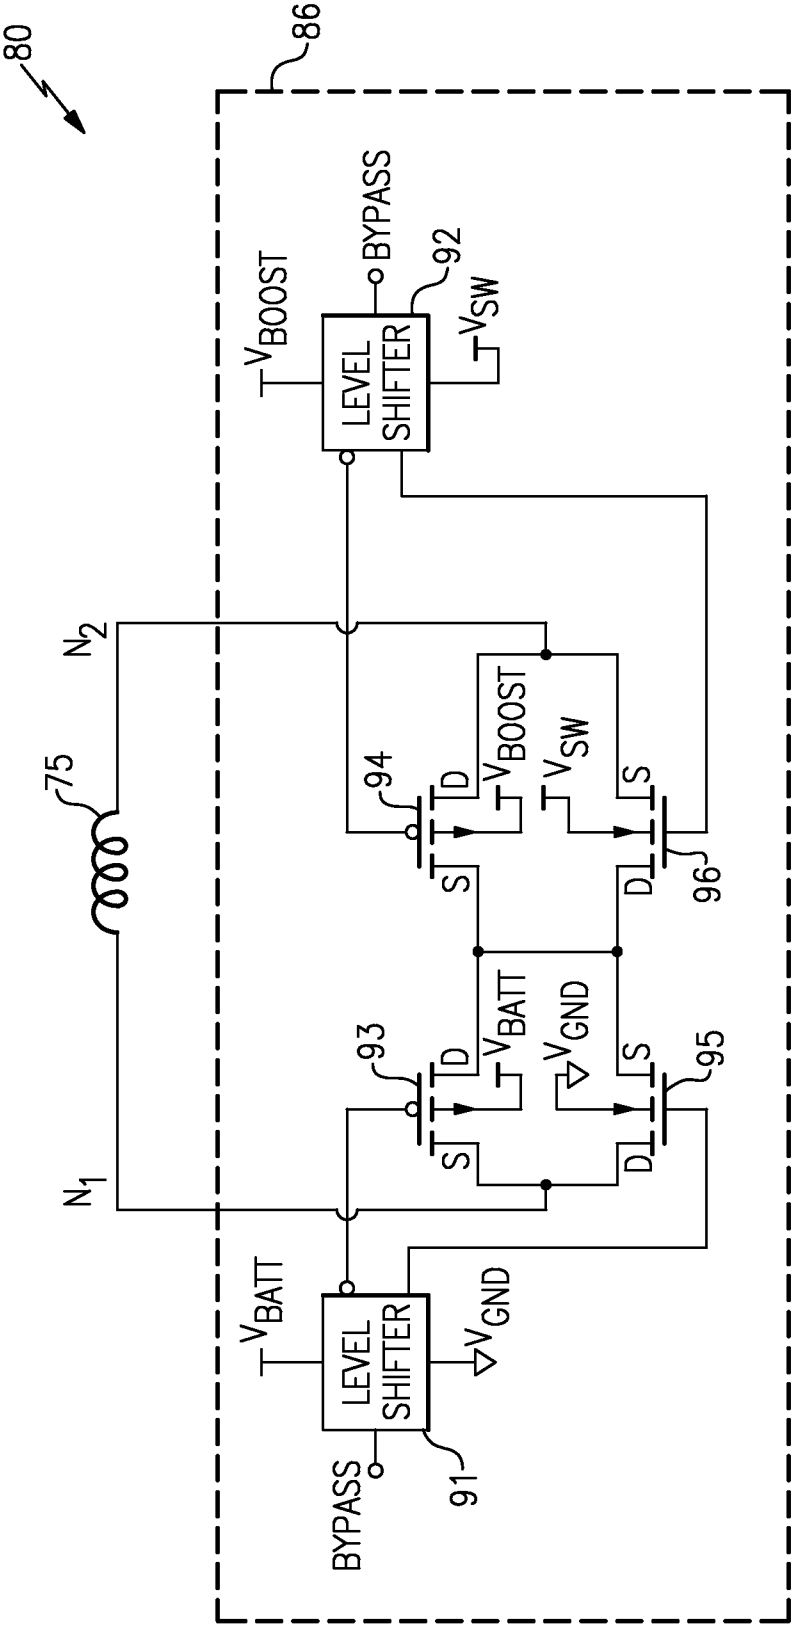 80
86
75
N1
N2
VBATT
LEVEL
SHIFTER
BYPASS
91
VGND
VBOOST
LEVEL
SHIFTER
BYPASS
92
VSW
93
S
D
VBATT
94
S
D
VBOOST
VGND
D
S
95
VSW
D
S
96